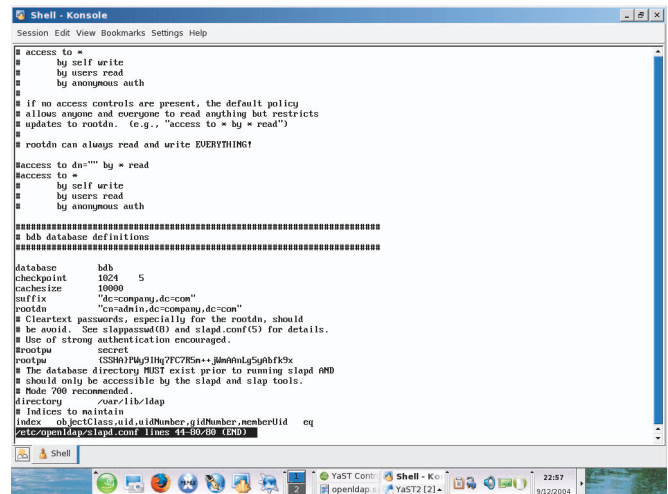 Shell - Konsole
Session Edit View Bookmarks Settings Help
# access to *
# by self write
# by users read
# by anonymous auth
#
# if no access controls are present, the default policy
# allows anyone and everyone to read anything but restricts
# updates to rootdn. (e.g., "access to * by * read")
#
# rootdn can always read and write EVERYTHING!
#access to dn="" by * read
#access to *
# by self write
# by users read
# by anonymous auth
#######################################################################
# bdb database definitions
#######################################################################
database bdb
checkpoint 1024 5
cachesize 10000
suffix "dc=company,dc=com"
rootdn "cn=admin,dc=company,dc=com"
# Cleartext passwords, especially for the rootdn, should
# be avoid. See slappasswd(8) and slapd.conf(5) for details.
# Use of strong authentication encouraged.
#rootpw secret
rootpw {SSHA}PWy9IHq7FC7R5m++jWmAAnLg5yAbfk9x
# The database directory MUST exist prior to running slapd AND
# should only be accessible by the slapd and slap tools.
# Mode 700 recommended.
directory /var/lib/ldap
# Indices to maintain
index objectClass,uid,uidNumber,gidNumber,memberUid eq
/etc/openldap/slapd.conf lines 44-80/80 (END)
Shell
1
2
YaST Contr
Shell - Ko
openldap.s
YaST2 [2]
22:57
9/12/2004